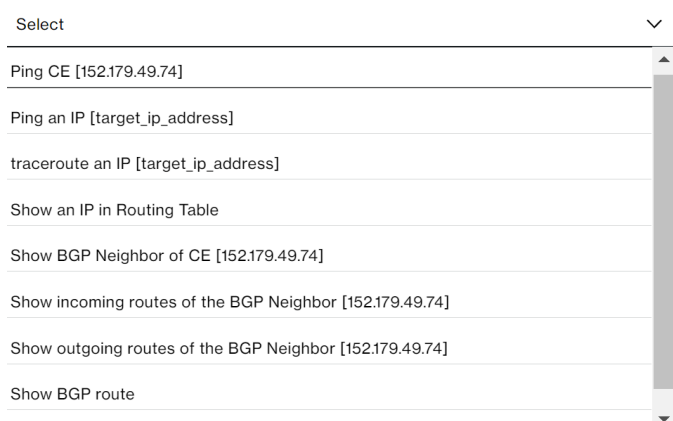 Select
Ping CE [152.179.49.74]
Ping an IP [target_ip_address]
traceroute an IP [target_ip_address]
Show an IP in Routing Table
Show BGP Neighbor of CE [152.179.49.74]
Show incoming routes of the BGP Neighbor [152.179.49.74]
Show outgoing routes of the BGP Neighbor [152.179.49.74]
Show BGP route